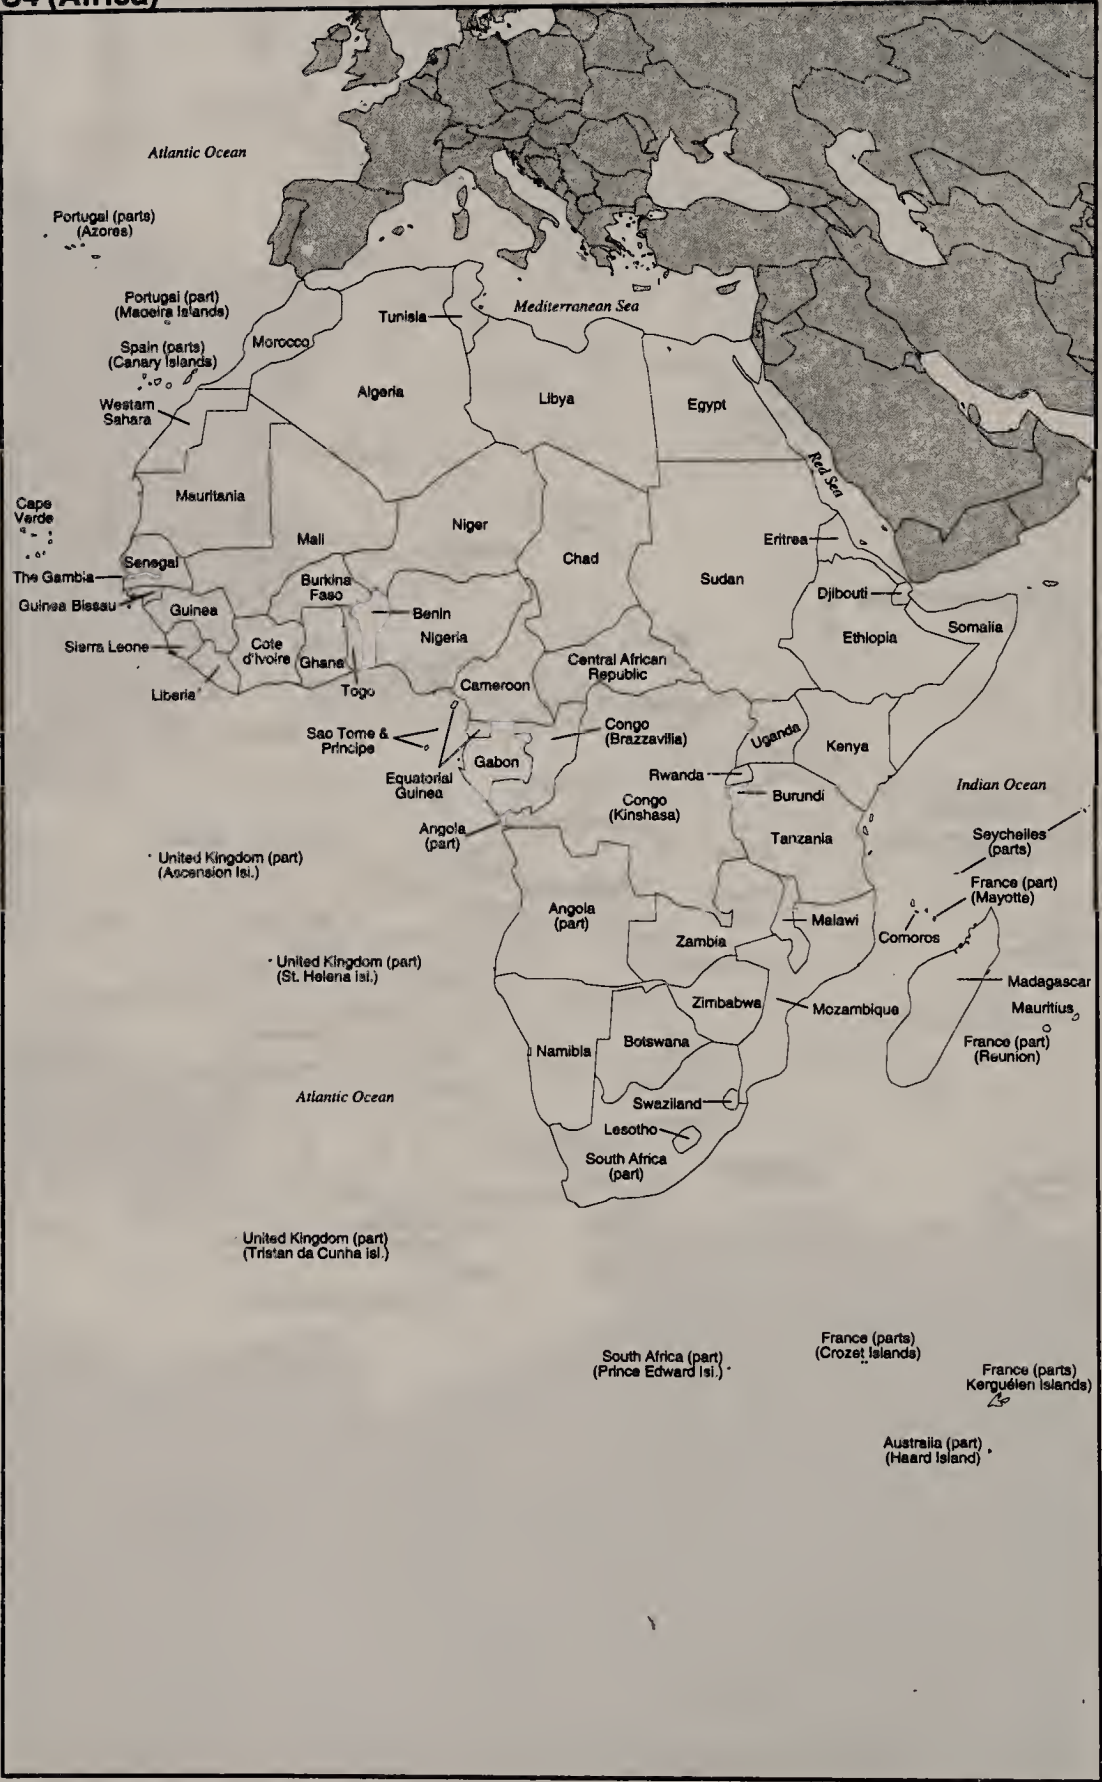 (Africa)
Atlantic Ocean
Portugal (parts)
(Azores)
Portugal (part)
(Madeira Islands)
Mediterranean Sea
Tunisia
Morocco
Spain (parts)
(Canary Islands)
Algeria
Libya
Egypt
Western
Sahara
Red Sea
Mauritania
Cape
Verde
Niger
Mali
Chad
Eritrea
Senegal
The Gambia
Burkina
Faso
Sudan
Djibouti
Guinea Bissau
Guinea
Benin
Nigeria
Ethiopia
Somalia
Sierra Leone
Cote
d'Ivoire
Ghana
Central African
Republic
Liberia
Togo
Cameroon
Sao Tome &
Principe
Congo
(Brazzavilla)
Uganda
Kenya
Gabon
Equatorial
Guinea
Rwanda
Burundi
Indian Ocean
Congo
(Kinshasa)
Angola
(part)
Tanzania
Seychelles
(parts)
United Kingdom (part)
(Ascension Isl.)
France (part)
(Mayotte)
Angola
(part)
Malawi
Comoros
Zambia
United Kingdom (part)
(St. Helena isl.)
Madagascar
Zimbabwa
Mozambique
Mauritius
Namibia
Botswana
France (part)
(Reunion)
Atlantic Ocean
Swaziland
Lesotho
South Africa
(part)
United Kingdom (part)
(Tristan da Cunha isl.)
France (parts)
(Crozet Islands)
South Africa (part)
(Prince Edward Isl.)
France (parts)
Kerguélen Islands)
Australia (part)
(Haard Island)